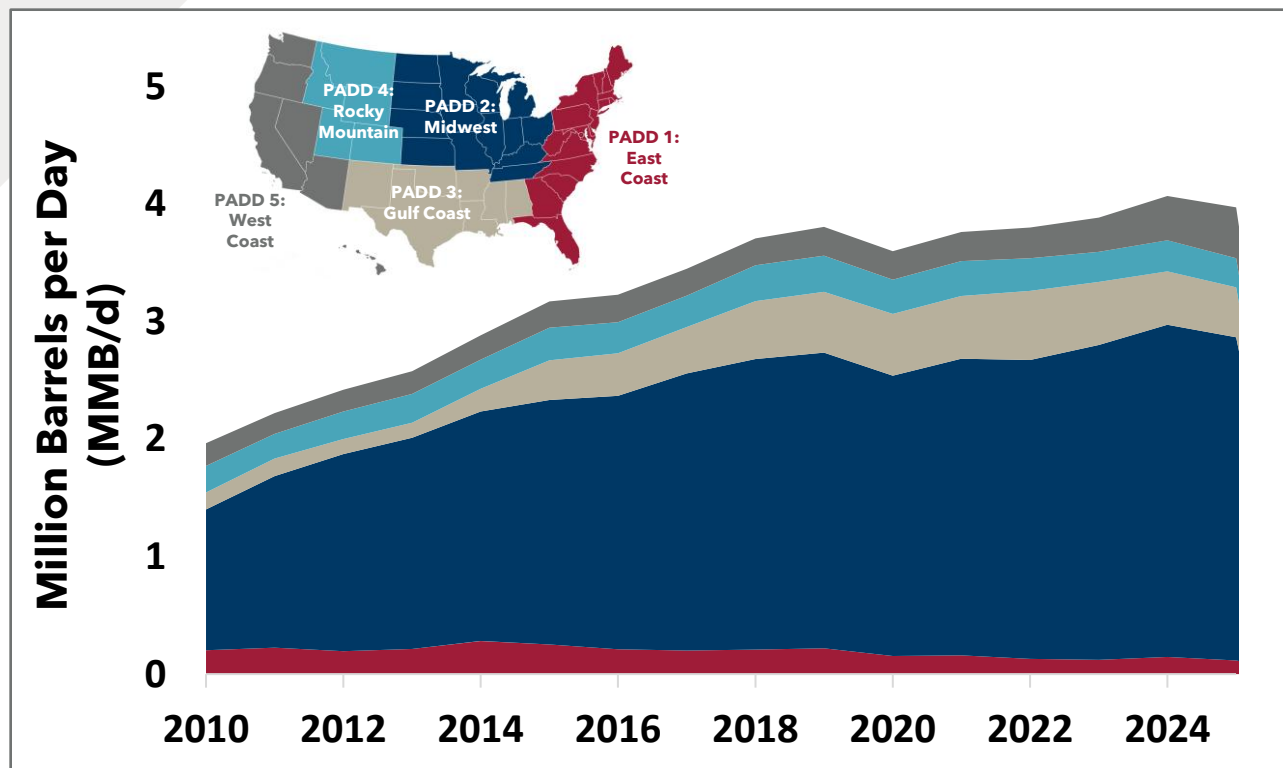 Million Barrels per Day
(MMB/d)
5
4
3
2
1
0
PADD 4:
Rocky
Mountain
PADD 2:
Midwest
PADD 1:
East
Coast
PADD 3:
Gulf Coast
PADD 5:
West
Coast
2010 2012 2014 2016 2018 2020 2022 2024